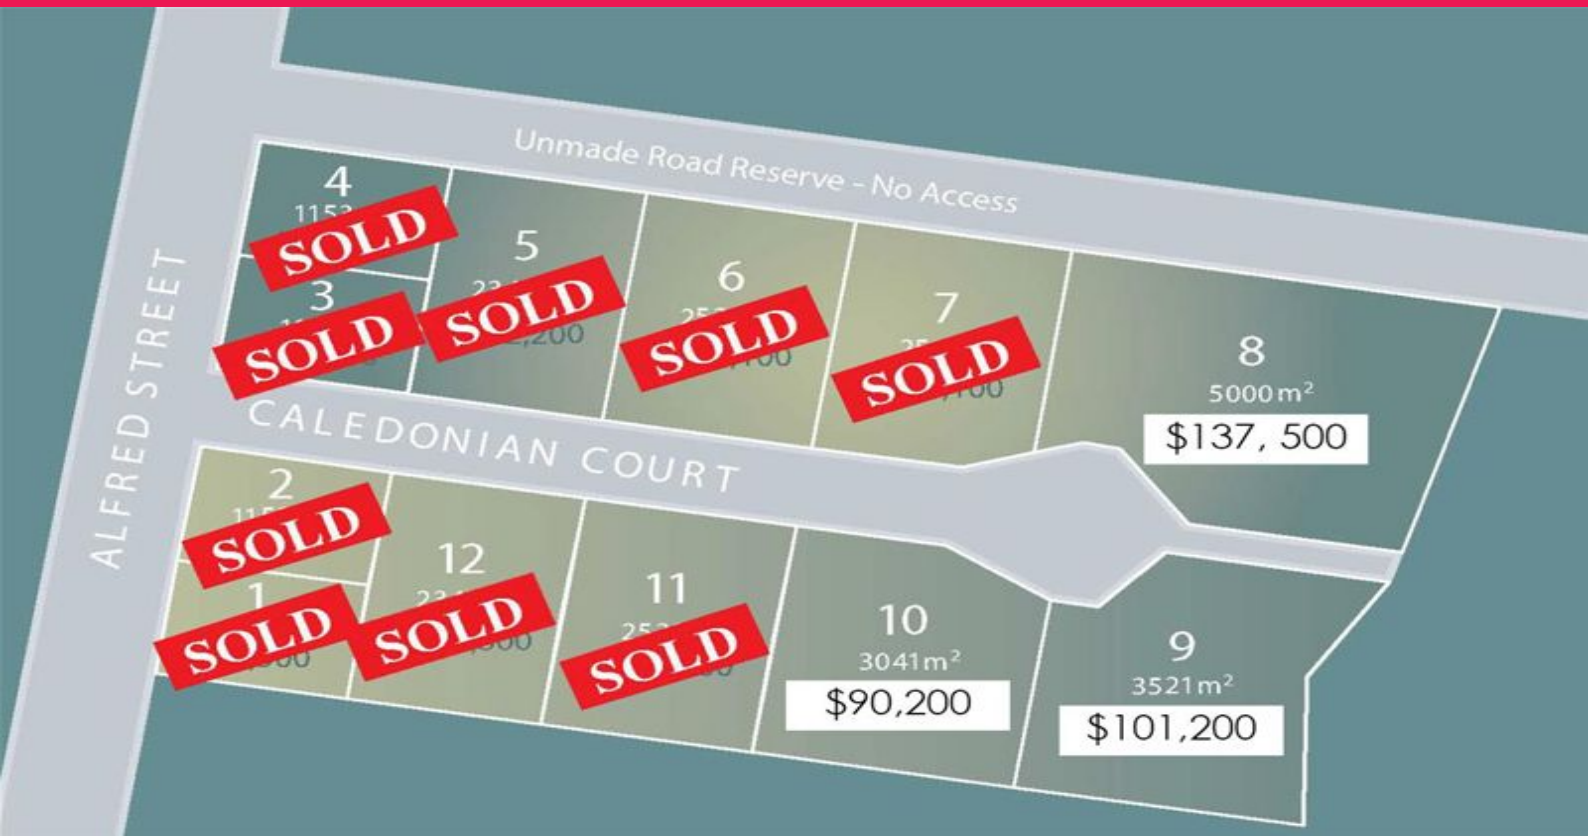 Unmade Road Reserve - No Access
ALFRED STREET
CALEDONIAN COURT
4
SOLD
3
SOLD
5
SOLD
6
SOLD
7
SOLD
8
5000m²
$137, 500
2
SOLD
1
SOLD
12
SOLD
11
SOLD
10
3041m²
$90,200
9
3521m²
$101,200